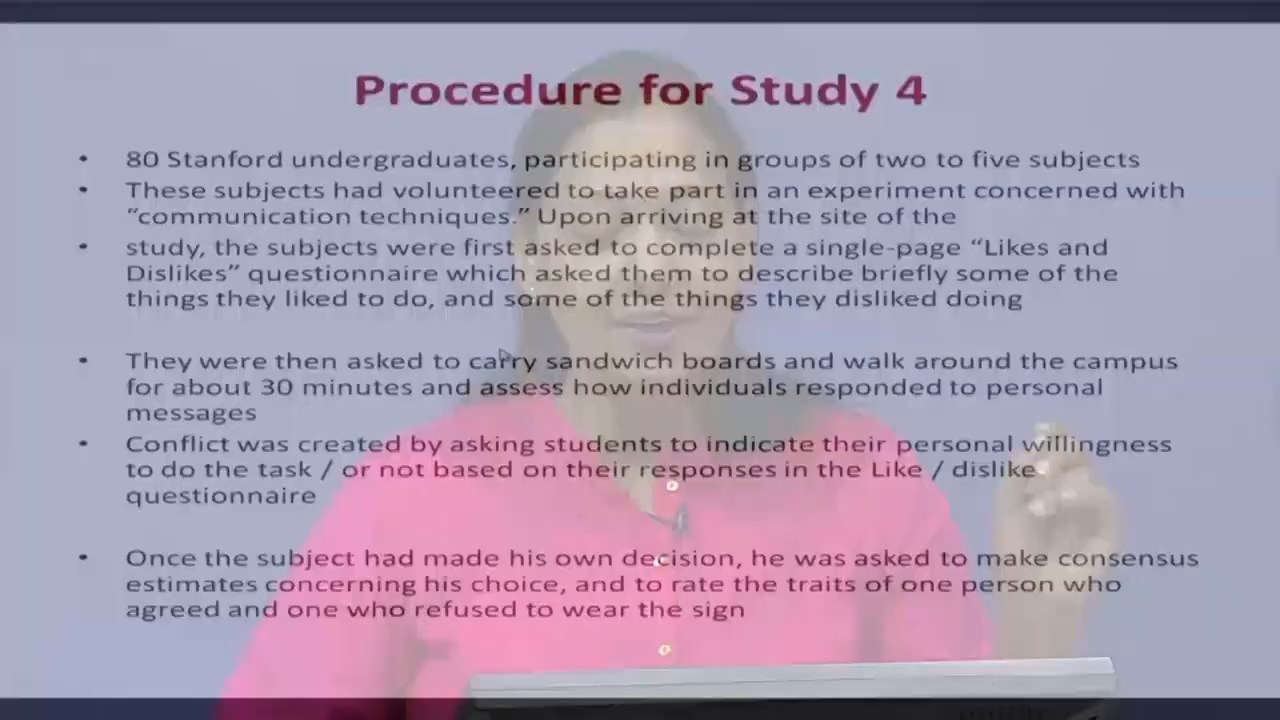 Procedure for Study 4
• 80 Stanford undergraduates, participating in groups of two to five subjects
• These subjects had volunteered to take part in an experiment concerned with
“communication techniques.” Upon arriving at the site of the
• study, the subjects were first asked to complete a single-page “Likes and
Dislikes” questionnaire which asked them to describe briefly some of the
things they liked to do, and some of the things they disliked doing
• They were then asked to carry sandwich boards and walk around the campus
for about 30 minutes and assess how individuals responded to personal
messages
• Conflict was created by asking students to indicate their personal willingness
to do the task / or not based on their responses in the Like / dislike
questionnaire
• Once the subject had made his own decision, he was asked to make consensus
estimates concerning his choice, and to rate the traits of one person who
agreed and one who refused to wear the sign